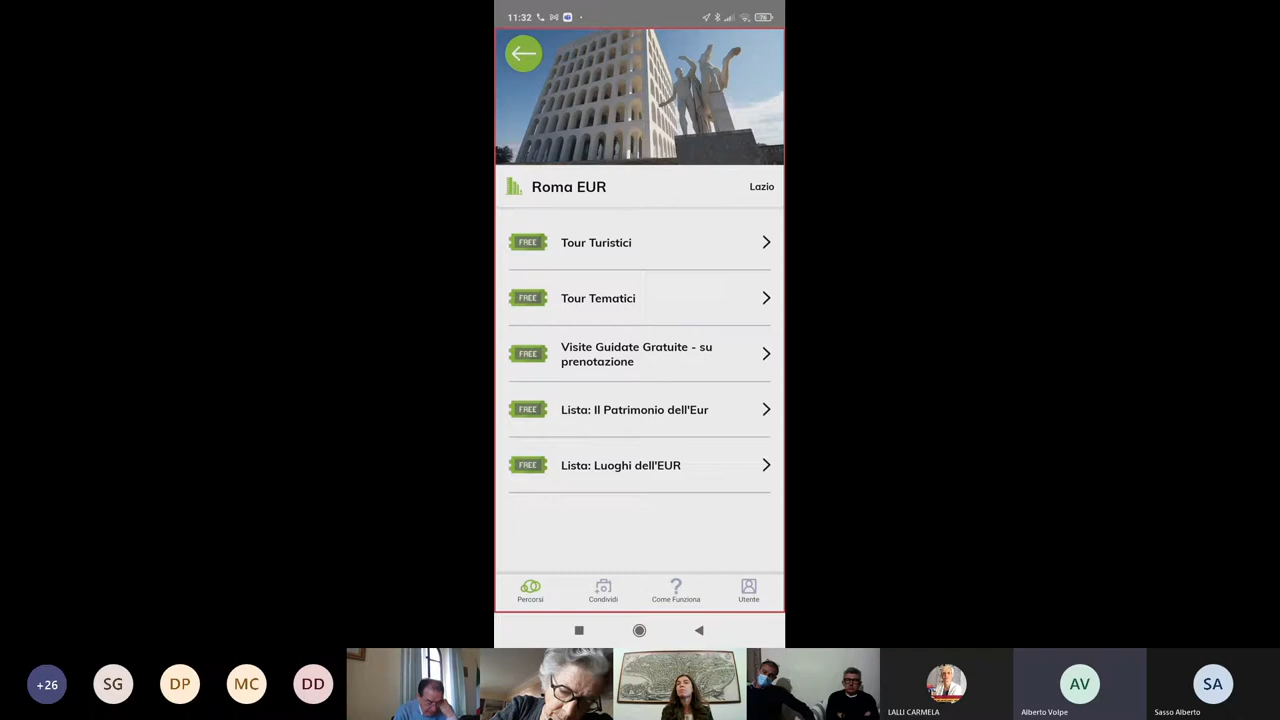 11:32
76
Roma EUR
Lazio
FREE
Tour Turistici
FREE
Tour Tematici
FREE
Visite Guidate Gratuite - su
prenotazione
FREE
Lista: Il Patrimonio dell'Eur
FREE
Lista: Luoghi dell'EUR
Percorsi
Condividi
?
Come Funziona
Utente
+26
SG
DP
MC
DD
LALLI CARMELA
AV
Alberto Volpe
SA
Sasso Alberto